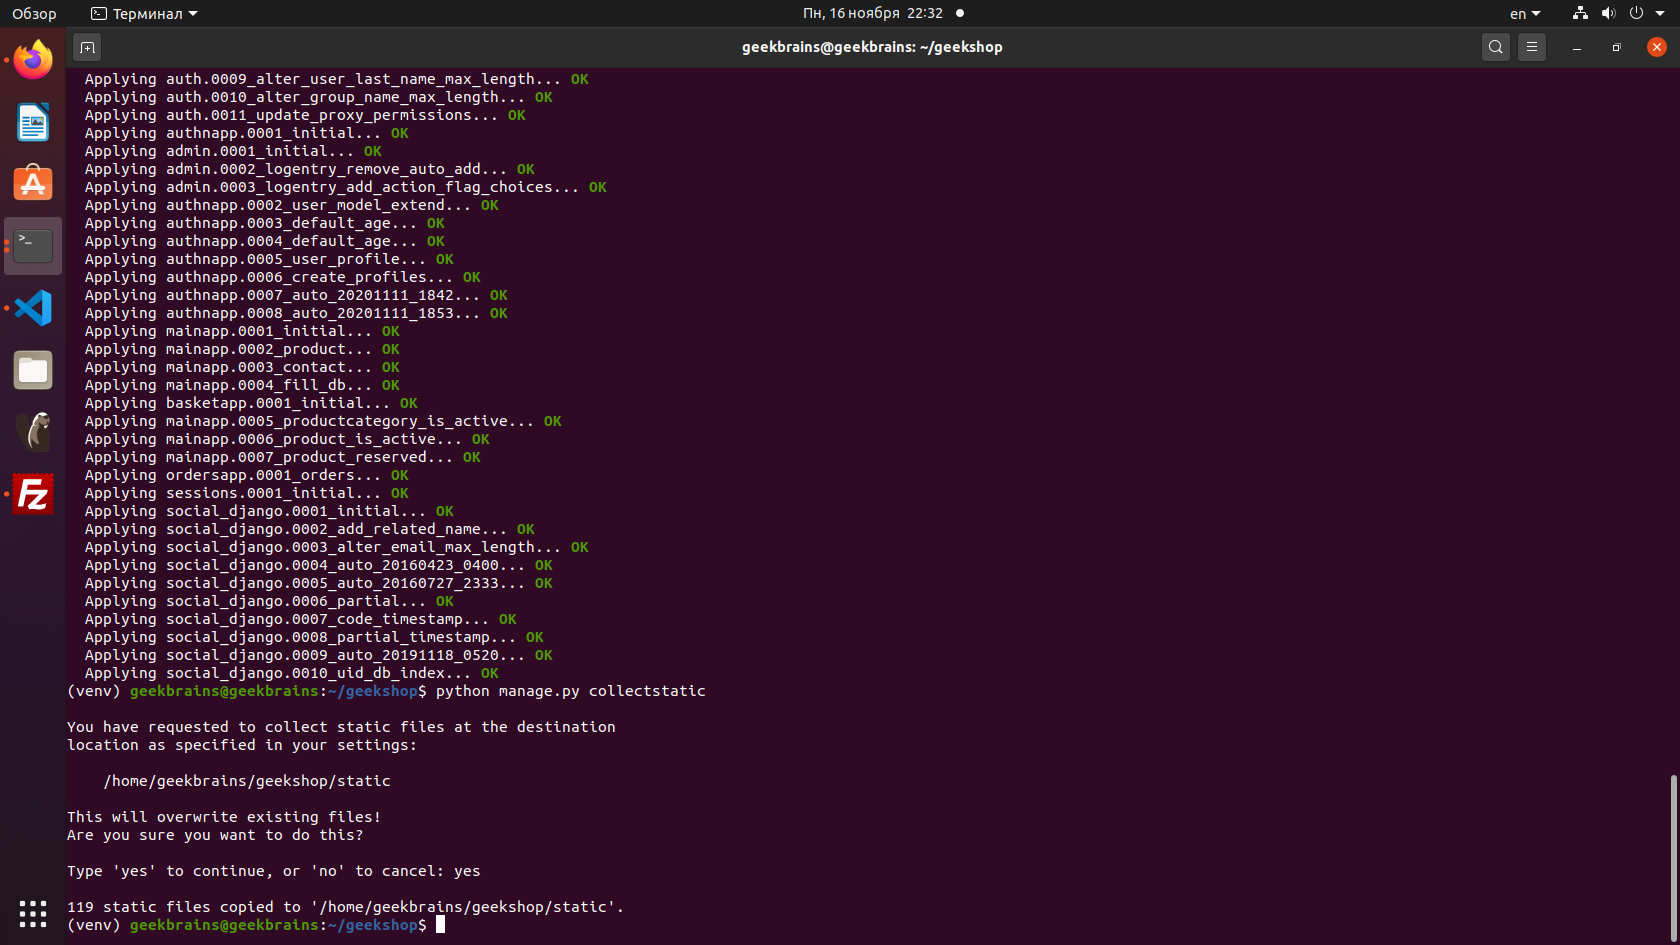 Обзор
Терминал
Пн, 16 ноября 22:32
en
geekbrains@geekbrains: ~/geekshop
Applying auth.0009_alter_user_last_name_max_length... OK
Applying auth.0010_alter_group_name_max_length... OK
Applying auth.0011_update_proxy_permissions... OK
Applying authnapp.0001_initial... OK
Applying admin.0001_initial... OK
Applying admin.0002_logentry_remove_auto_add... OK
Applying admin.0003_logentry_add_action_flag_choices... OK
Applying authnapp.0002_user_model_extend... OK
Applying authnapp.0003_default_age... OK
Applying authnapp.0004_default_age... OK
Applying authnapp.0005_user_profile... OK
Applying authnapp.0006_create_profiles... OK
Applying authnapp.0007_auto_20201111_1842... OK
Applying authnapp.0008_auto_20201111_1853... OK
Applying mainapp.0001_initial... OK
Applying mainapp.0002_product... OK
Applying mainapp.0003_contact... OK
Applying mainapp.0004_fill_db... OK
Applying basketapp.0001_initial... OK
Applying mainapp.0005_productcategory_is_active... OK
Applying mainapp.0006_product_is_active... OK
Applying mainapp.0007_product_reserved... OK
Applying ordersapp.0001_orders... OK
Applying sessions.0001_initial... OK
Applying social_django.0001_initial... OK
Applying social_django.0002_add_related_name... OK
Applying social_django.0003_alter_email_max_length... OK
Applying social_django.0004_auto_20160423_0400... OK
Applying social_django.0005_auto_20160727_2333... OK
Applying social_django.0006_partial... OK
Applying social_django.0007_code_timestamp... OK
Applying social_django.0008_partial_timestamp... OK
Applying social_django.0009_auto_20191118_0520... OK
Applying social_django.0010_uid_db_index... OK
(venv) geekbrains@geekbrains:~/geekshop$ python manage.py collectstatic
You have requested to collect static files at the destination
location as specified in your settings:
/home/geekbrains/geekshop/static
This will overwrite existing files!
Are you sure you want to do this?
Type 'yes' to continue, or 'no' to cancel: yes
119 static files copied to '/home/geekbrains/geekshop/static'.
(venv) geekbrains@geekbrains:~/geekshop$